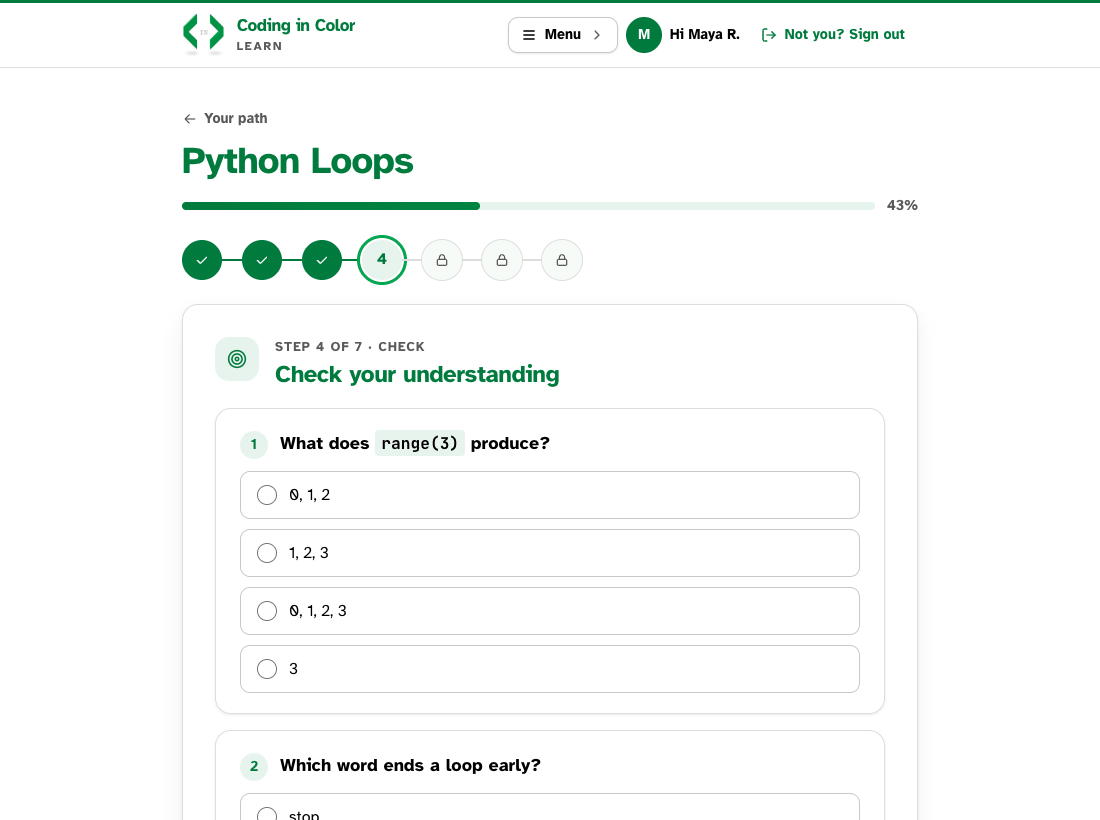 IN
Coding in Color
LEARN
Menu
M
Hi Maya R.
Not you? Sign out
Your path
Python Loops
43%
4
STEP 4 OF 7 · CHECK
Check your understanding
1 What does range(3) produce?
0, 1, 2
1, 2, 3
0, 1, 2, 3
3
2 Which word ends a loop early?
stop